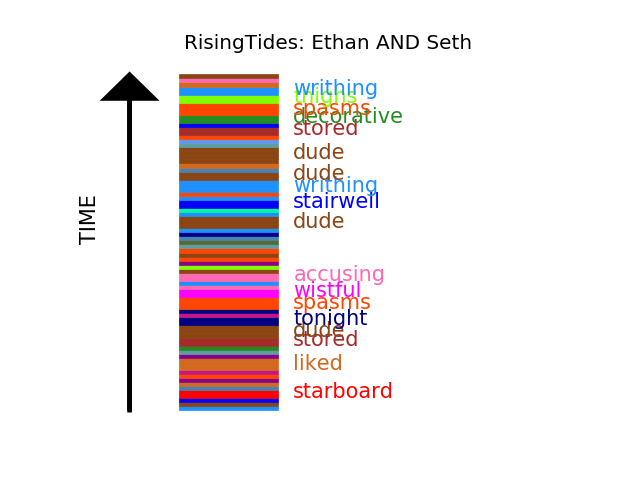 RisingTides: Ethan AND Seth
writhing
thighs
spasms
decorative
stored
dude
dude
writhing
stairwell
dude
TIME
accusing
wistful
spasms
tonight
dude
stored
liked
starboard